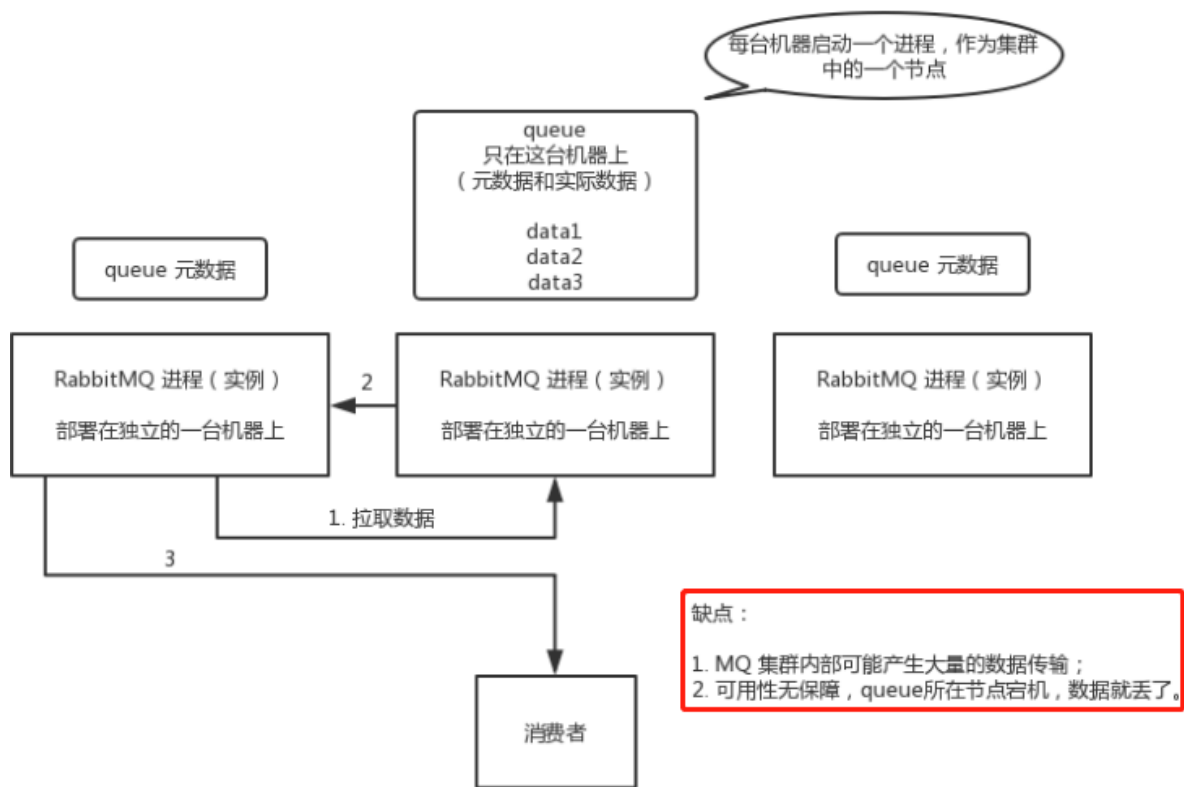 每台机器启动一个进程，作为集群
中的一个节点
queue
只在这台机器上
（元数据和实际数据）
data1
data2
data3
queue 元数据
queue 元数据
RabbitMQ 进程（实例）
部署在独立的一台机器上
2
RabbitMQ 进程（实例）
部署在独立的一台机器上
RabbitMQ 进程（实例）
部署在独立的一台机器上
1. 拉取数据
3
缺点：
1. MQ 集群内部可能产生大量的数据传输；
2. 可用性无保障，queue所在节点宕机，数据就丢了。
消费者